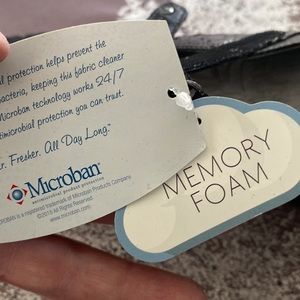 l protection helps prevent the
bacteria, keeping this fabric cleaner
Microban technology works 24/7
timicrobial protection you can trust.
r. Fresher. All Day Long.™
Microban®
antimicrobial product protection
MICROBAN is a registered trademark of Microban Products Company.
©2015 All Rights Reserved.
www.microban.com
MEMORY
FOAM